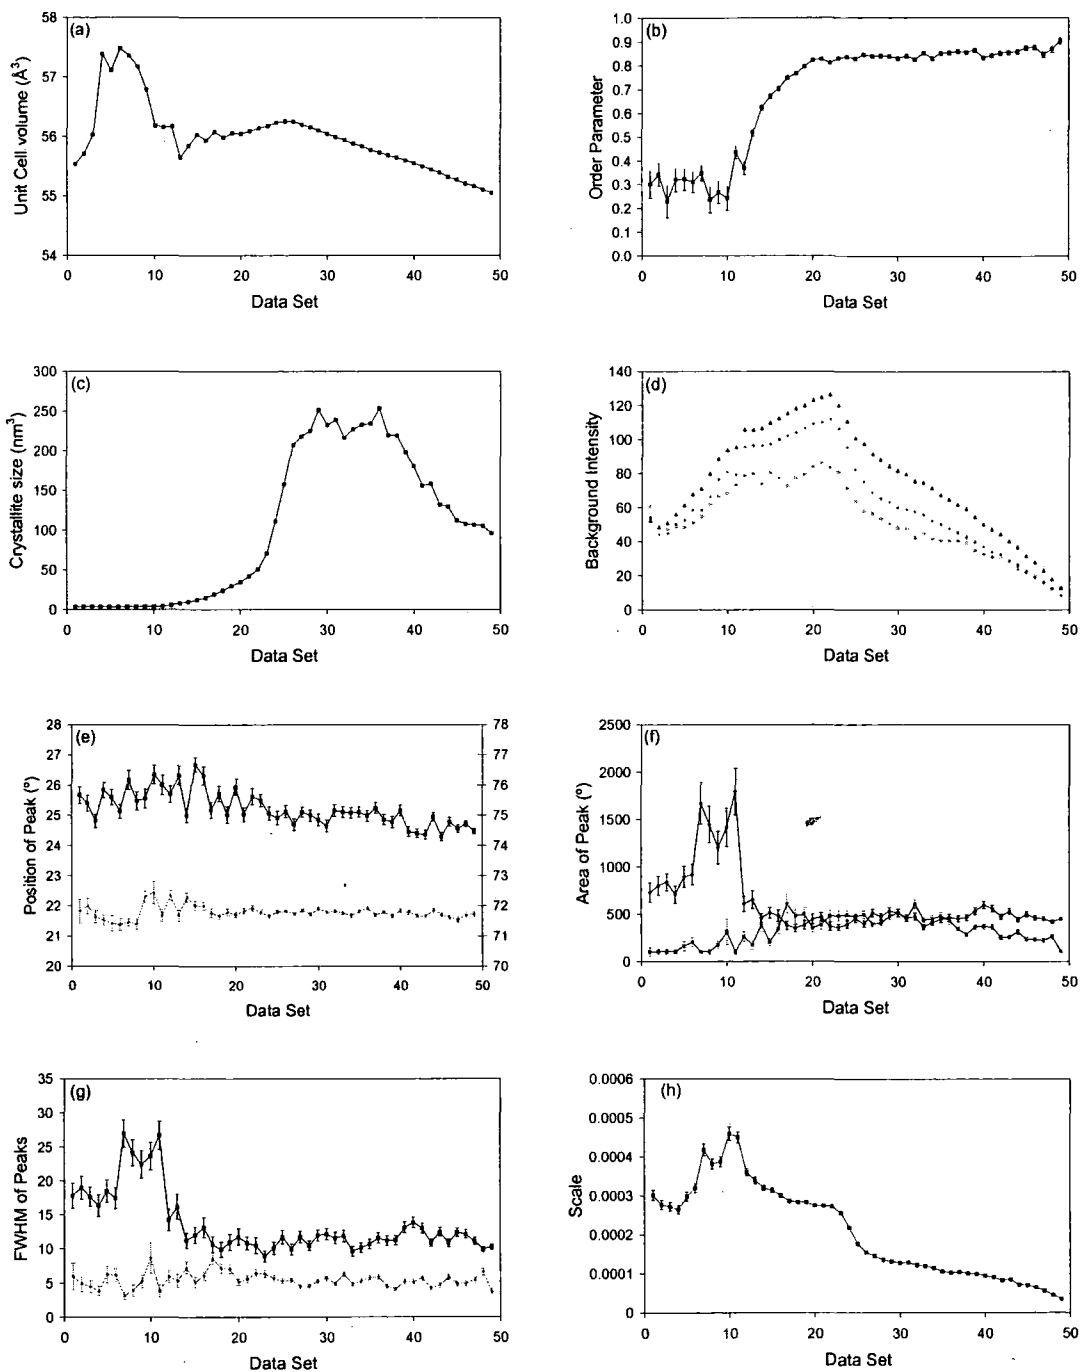 (a)
58
57
56
55
54
Unit Cell volume (Å³)
0 10 20 30 40 50
Data Set
(b)
1.0
0.9
0.8
0.7
0.6
0.5
0.4
0.3
0.2
0.1
0.0
Order Parameter
0 10 20 30 40 50
Data Set
(c)
300
250
200
150
100
50
0
Crystallite size (nm³)
0 10 20 30 40 50
Data Set
(d)
140
120
100
80
60
40
20
0
Background Intensity
0 10 20 30 40 50
Data Set
(e)
28
27
26
25
24
23
22
21
20
Position of Peak (º)
78
77
76
75
74
73
72
71
70
0 10 20 30 40 50
Data Set
(f)
2500
2000
1500
1000
500
0
Area of Peak (º)
0 10 20 30 40 50
Data Set
(g)
35
30
25
20
15
10
5
0
FWHM of Peaks
0 10 20 30 40 50
Data Set
(h)
0.0006
0.0005
0.0004
0.0003
0.0002
0.0001
0
Scale
0 10 20 30 40 50
Data Set